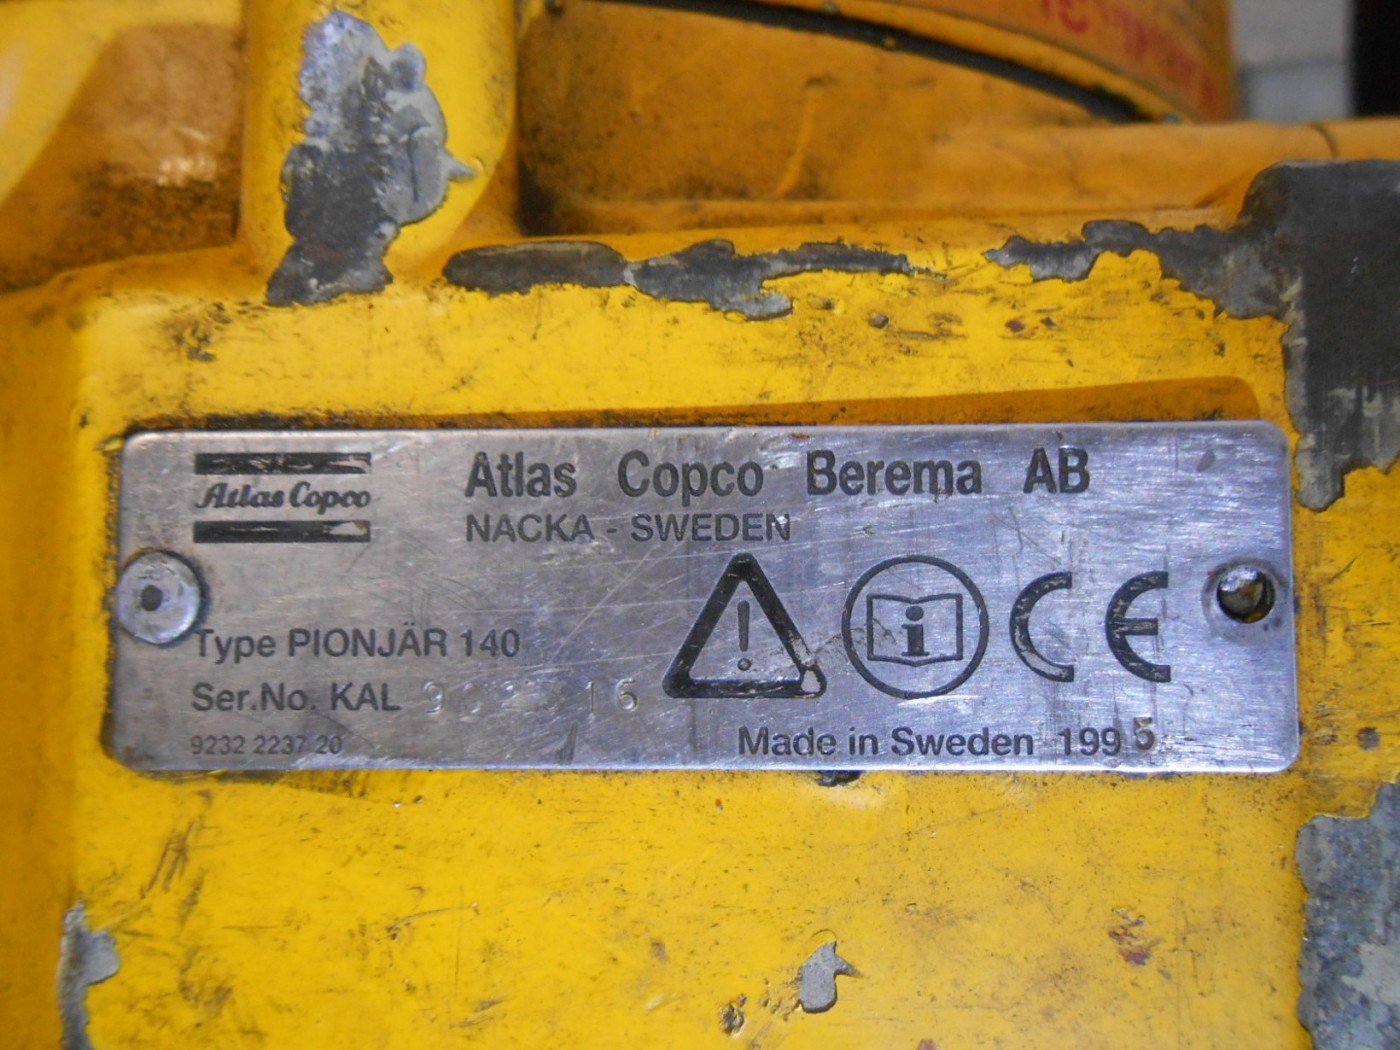 Atlas Copco
Atlas Copco Berema AB
NACKA - SWEDEN
Type PIONJÄR 140
Ser.No. KAL
9232 2237 20
CE
Made in Sweden 1995